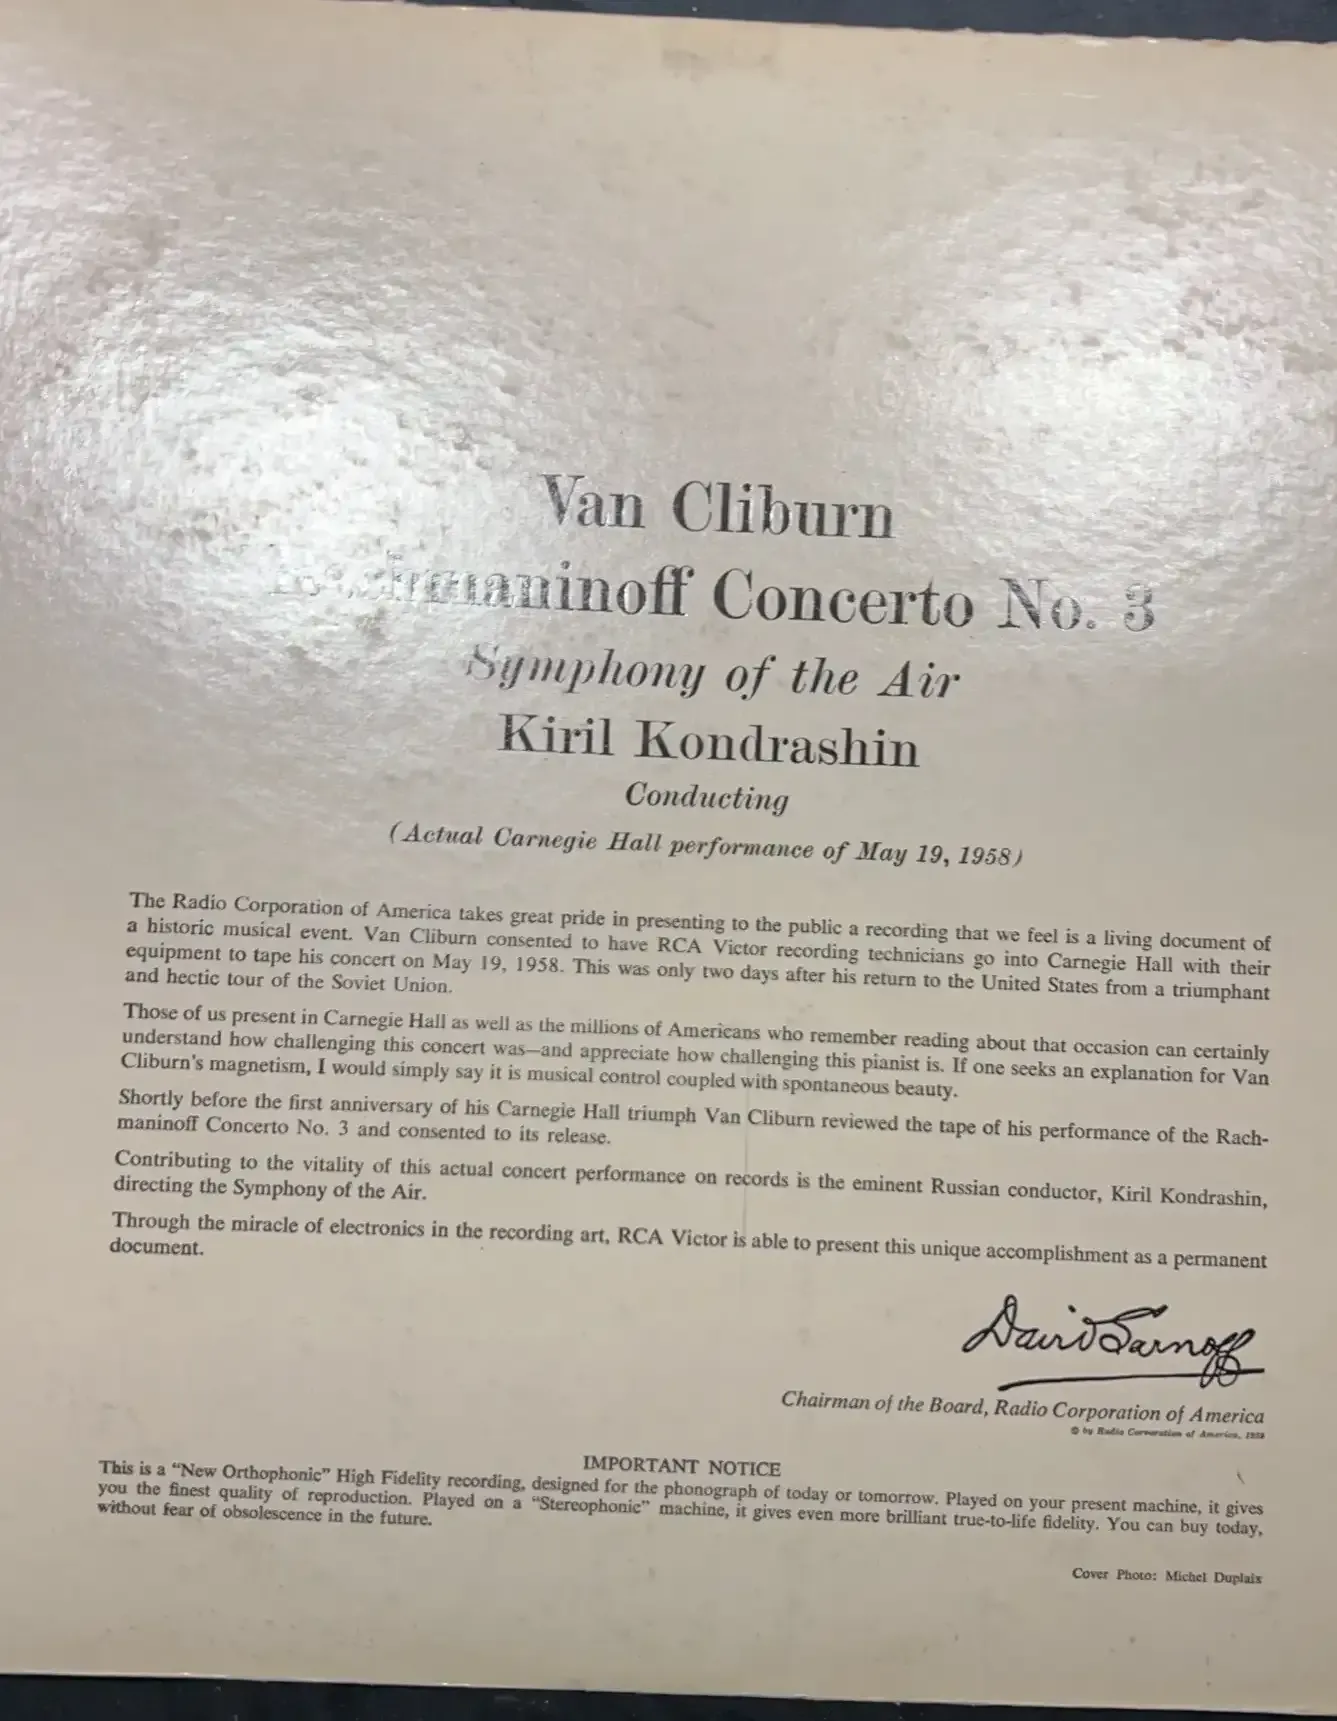 Van Cliburn
Rachmaninoff Concerto No. 3
Symphony of the Air
Kiril Kondrashin
Conducting
(Actual Carnegie Hall performance of May 19, 1958)
The Radio Corporation of America takes great pride in presenting to the public a recording that we feel is a living document of
a historic musical event. Van Cliburn consented to have RCA Victor recording technicians go into Carnegie Hall with their
equipment to tape his concert on May 19, 1958. This was only two days after his return to the United States from a triumphant
and hectic tour of the Soviet Union.
Those of us present in Carnegie Hall as well as the millions of Americans who remember reading about that occasion can certainly
understand how challenging this concert was—and appreciate how challenging this pianist is. If one seeks an explanation for Van
Cliburn's magnetism, I would simply say it is musical control coupled with spontaneous beauty.
Shortly before the first anniversary of his Carnegie Hall triumph Van Cliburn reviewed the tape of his performance of the Rach-
maninoff Concerto No. 3 and consented to its release.
Contributing to the vitality of this actual concert performance on records is the eminent Russian conductor, Kiril Kondrashin,
directing the Symphony of the Air.
Through the miracle of electronics in the recording art, RCA Victor is able to present this unique accomplishment as a permanent
document.
David Sarnoff
Chairman of the Board, Radio Corporation of America
© by Radio Corporation of America,
IMPORTANT NOTICE
This is a “New Orthophonic” High Fidelity recording, designed for the phonograph of today or tomorrow. Played on your present machine, it gives
you the finest quality of reproduction. Played on a “Stereophonic” machine, it gives even more brilliant true-to-life fidelity. You can buy today,
without fear of obsolescence in the future.
Cover Photo: Michel Duplaix